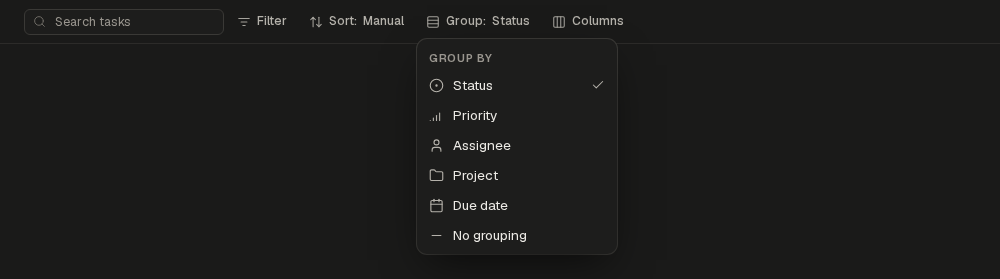 Search tasks Filter Sort: Manual Group: Status Columns
GROUP BY
Status
Priority
Assignee
Project
Due date
No grouping